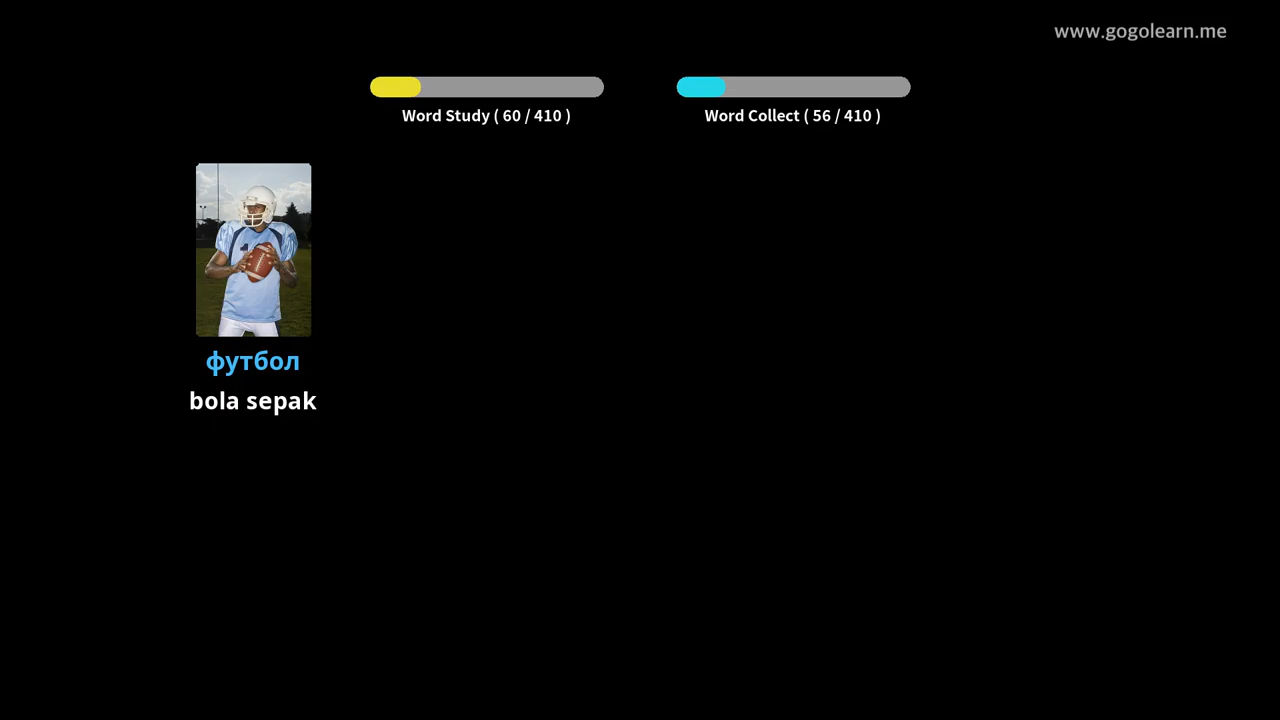 www.gogolearn.me
Word Study ( 60 / 410 )
Word Collect ( 56 / 410 )
футбол
bola sepak